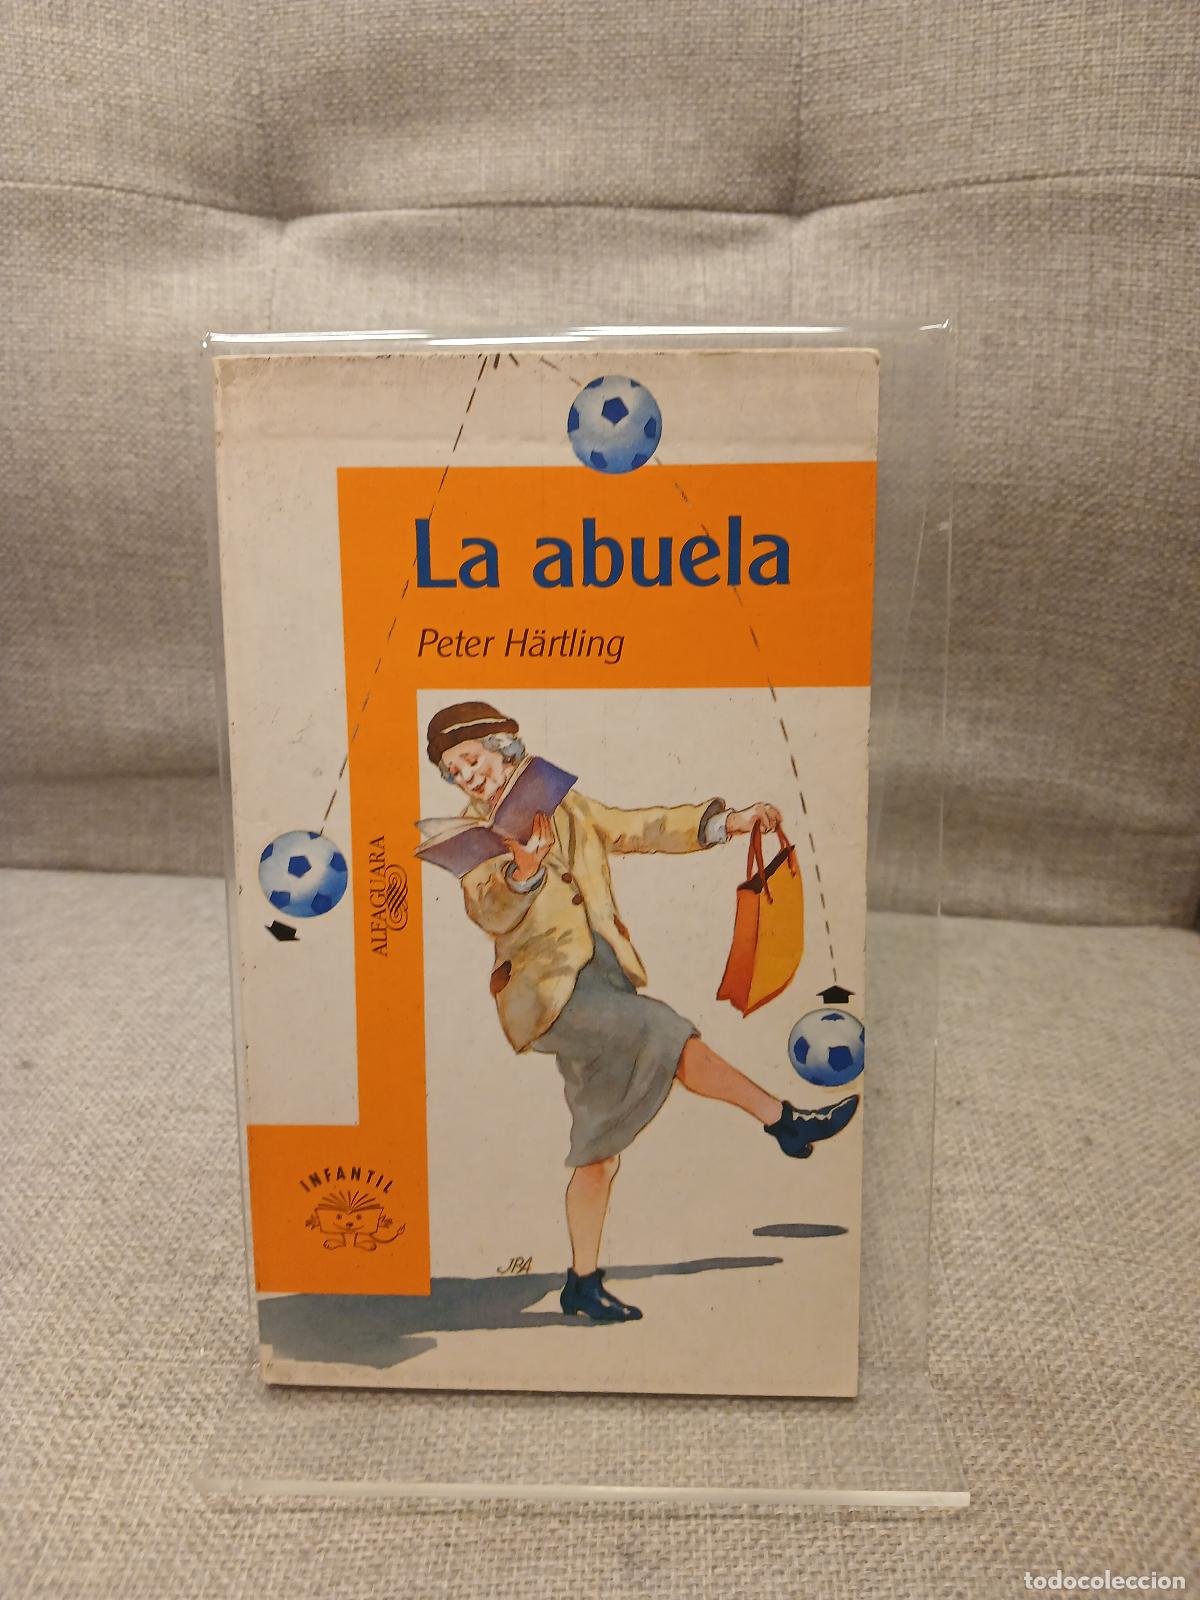 La abuela
Peter Härtling
ALFAGUARA
INFANTIL
JPA
todocoleccion